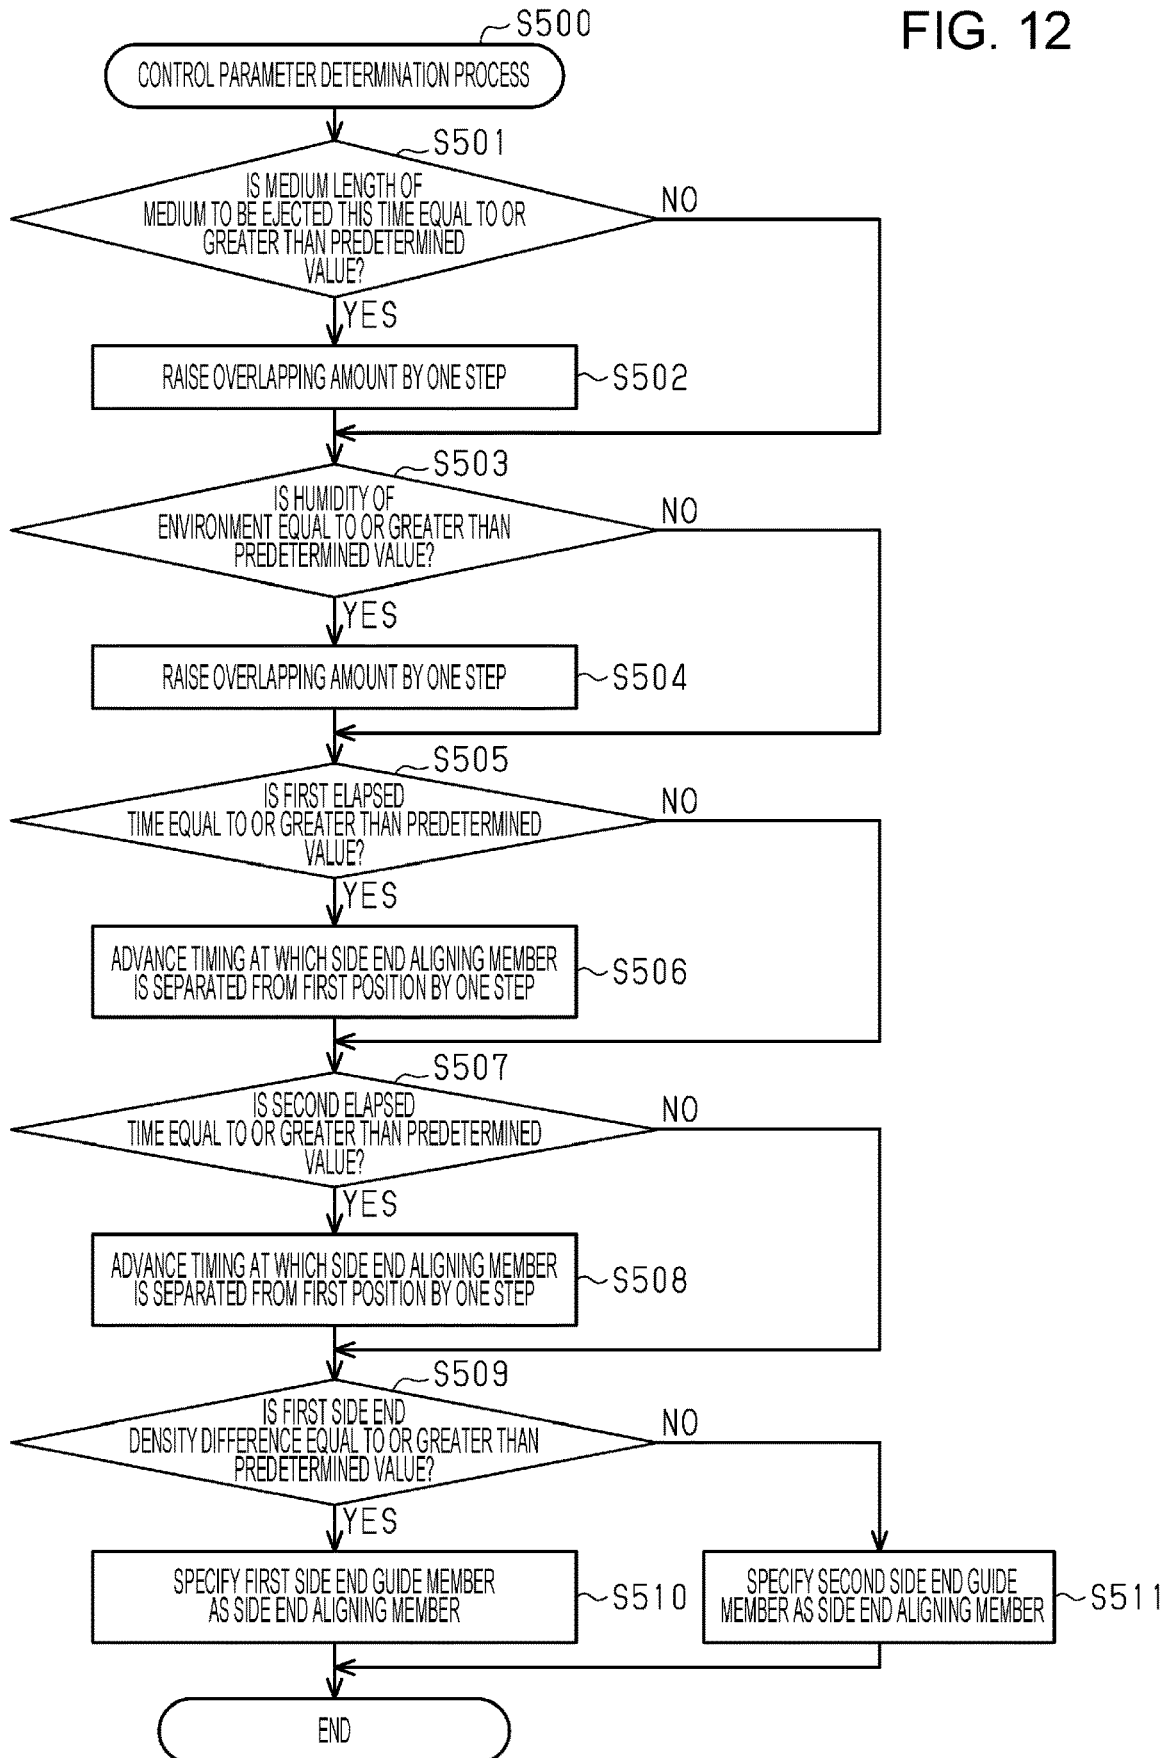 FIG. 12
S500
CONTROL PARAMETER DETERMINATION PROCESS
S501
IS MEDIUM LENGTH OF
MEDIUM TO BE EJECTED THIS TIME EQUAL TO OR
GREATER THAN PREDETERMINED
VALUE?
NO
YES
RAISE OVERLAPPING AMOUNT BY ONE STEP
S502
S503
IS HUMIDITY OF
ENVIRONMENT EQUAL TO OR GREATER THAN
PREDETERMINED VALUE?
NO
YES
RAISE OVERLAPPING AMOUNT BY ONE STEP
S504
S505
IS FIRST ELAPSED
TIME EQUAL TO OR GREATER THAN PREDETERMINED
VALUE?
NO
YES
ADVANCE TIMING AT WHICH SIDE END ALIGNING MEMBER
IS SEPARATED FROM FIRST POSITION BY ONE STEP
S506
S507
IS SECOND ELAPSED
TIME EQUAL TO OR GREATER THAN PREDETERMINED
VALUE?
NO
YES
ADVANCE TIMING AT WHICH SIDE END ALIGNING MEMBER
IS SEPARATED FROM FIRST POSITION BY ONE STEP
S508
S509
IS FIRST SIDE END
DENSITY DIFFERENCE EQUAL TO OR GREATER THAN
PREDETERMINED VALUE?
NO
YES
SPECIFY FIRST SIDE END GUIDE MEMBER
AS SIDE END ALIGNING MEMBER
S510
SPECIFY SECOND SIDE END GUIDE
MEMBER AS SIDE END ALIGNING MEMBER
S511
END